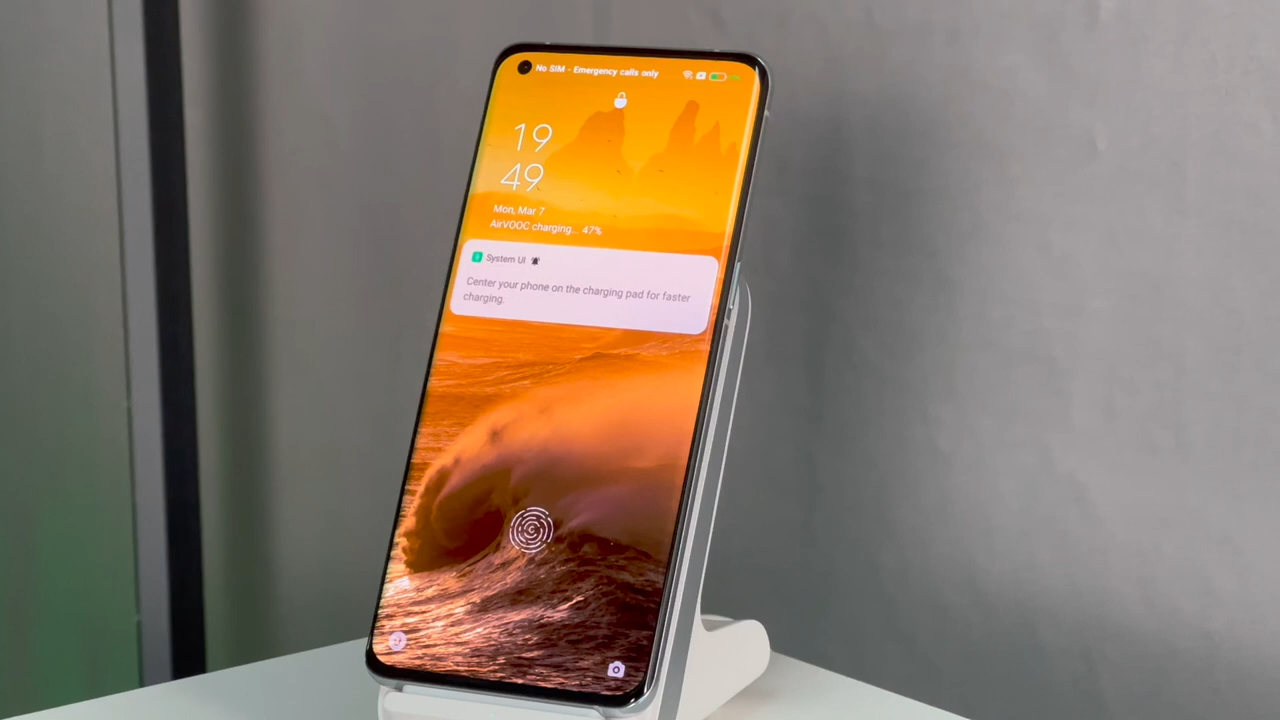 No SIM - Emergency calls only
19
49
Mon, Mar 7
AirVOOC charging... 47%
System UI
Center your phone on the charging pad for faster
charging.